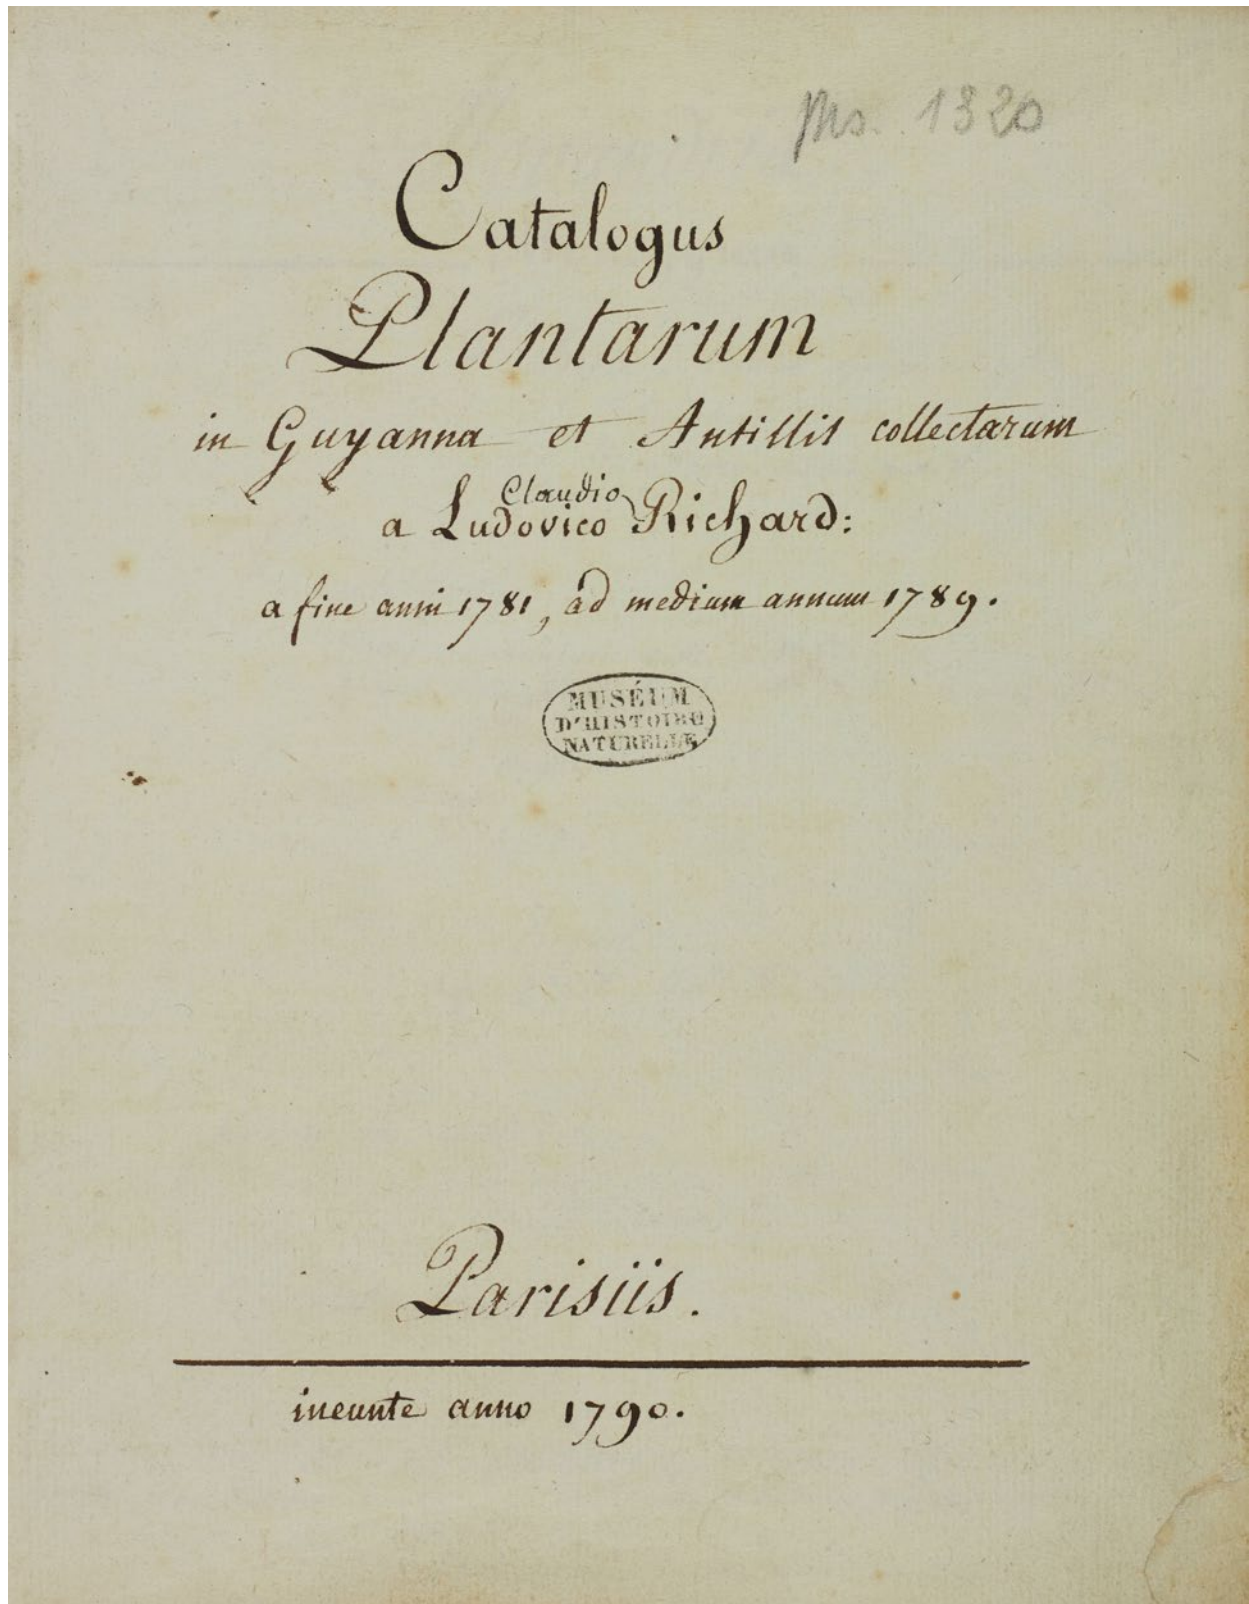 Ms. 1320
Catalogus
Plantarum
in Guyanna et Antillis collectarum
Claudio
a Ludovico Richard:
a fine anni 1781, ad medium annum 1789.
MUSÉUM
D'HISTOIRE
NATURELLE
Parisiis.
ineunte anno 1790.